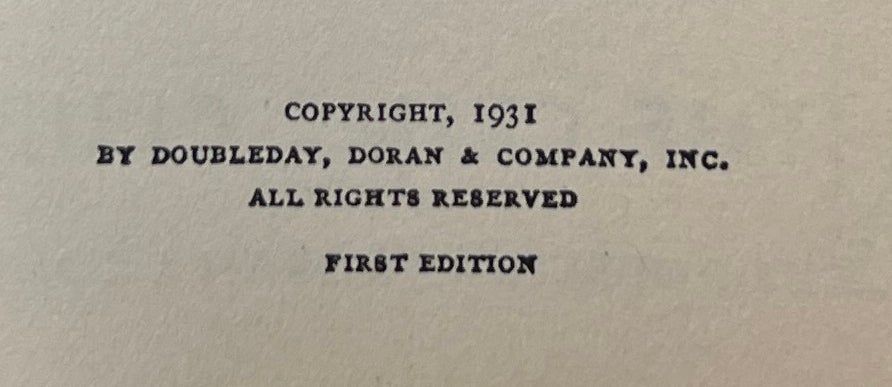 COPYRIGHT, 1931
BY DOUBLEDAY, DORAN & COMPANY, INC.
ALL RIGHTS RESERVED
FIRST EDITION